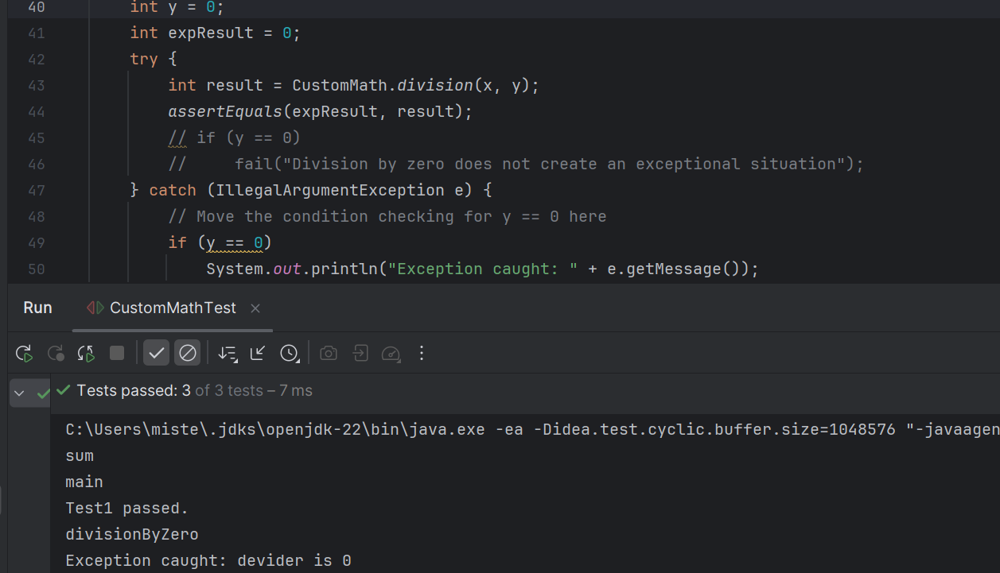 40 int y = 0;
41 int expResult = 0;
42 try {
43 int result = CustomMath.division(x, y);
44 assertEquals(expResult, result);
45 // if (y == 0)
46 //     fail("Division by zero does not create an exceptional situation");
47 } catch (IllegalArgumentException e) {
48 // Move the condition checking for y == 0 here
49 if (y == 0)
50 System.out.println("Exception caught: " + e.getMessage());
Run CustomMathTest
Tests passed: 3 of 3 tests – 7 ms
C:\Users\miste\.jdks\openjdk-22\bin\java.exe -ea -Didea.test.cyclic.buffer.size=1048576 "-javaagen
sum
main
Test1 passed.
divisionByZero
Exception caught: devider is 0